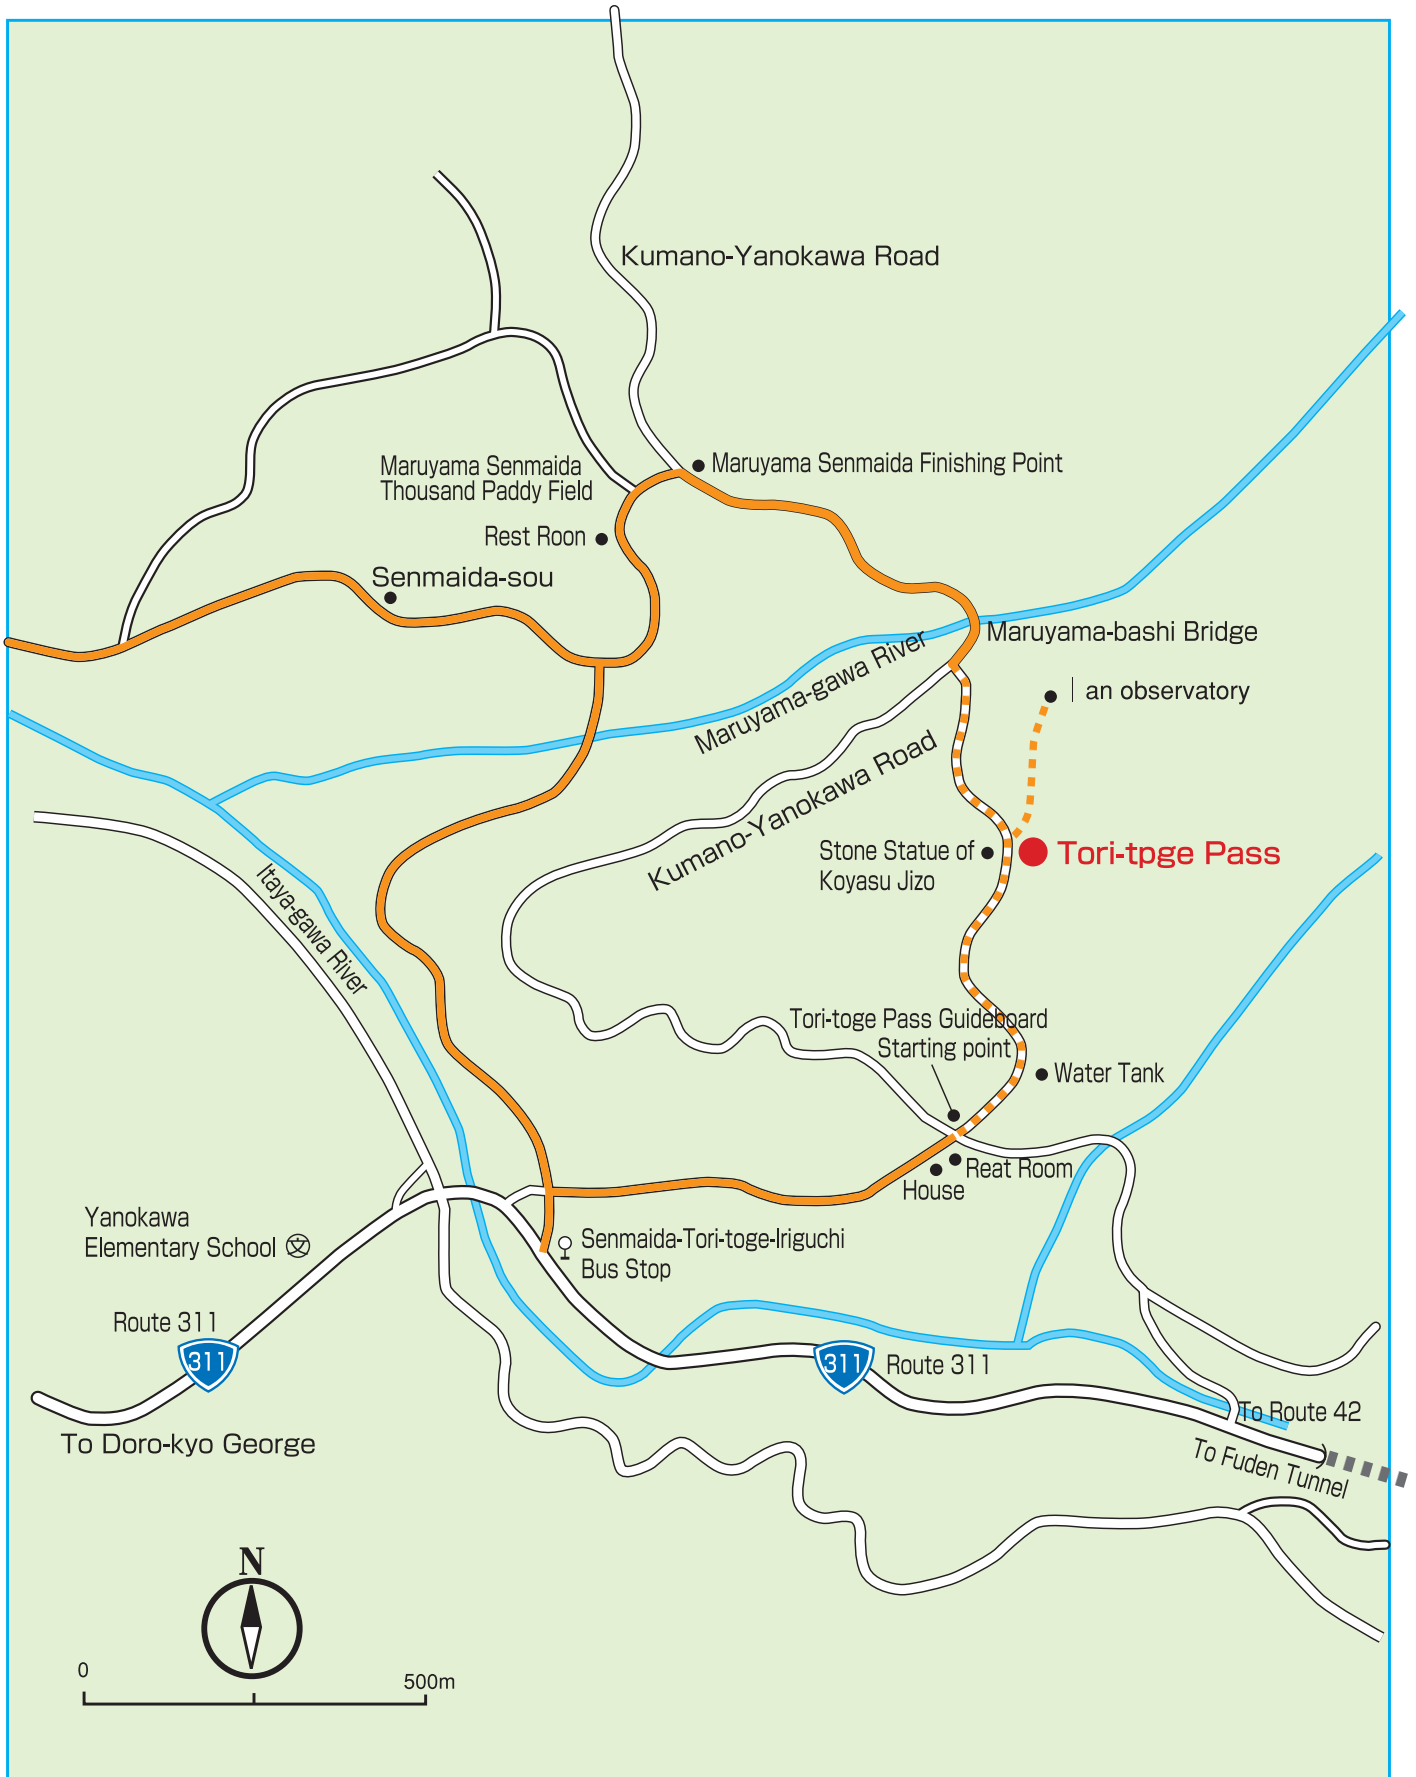 Kumano-Yanokawa Road
Maruyama Senmaida
Thousand Paddy Field
Maruyama Senmaida Finishing Point
Rest Roon
Senmaida-sou
Maruyama-bashi Bridge
Maruyama-gawa River
an observatory
Kumano-Yanokawa Road
Stone Statue of
Koyasu Jizo
Tori-tpge Pass
Itaya-gawa River
Tori-toge Pass Guideboard
Starting point
Water Tank
Reat Room
House
Yanokawa
Elementary School 文
Senmaida-Tori-toge-Iriguchi
Bus Stop
Route 311
311
311
Route 311
To Route 42
To Doro-kyo George
To Fuden Tunnel
N
0
500m